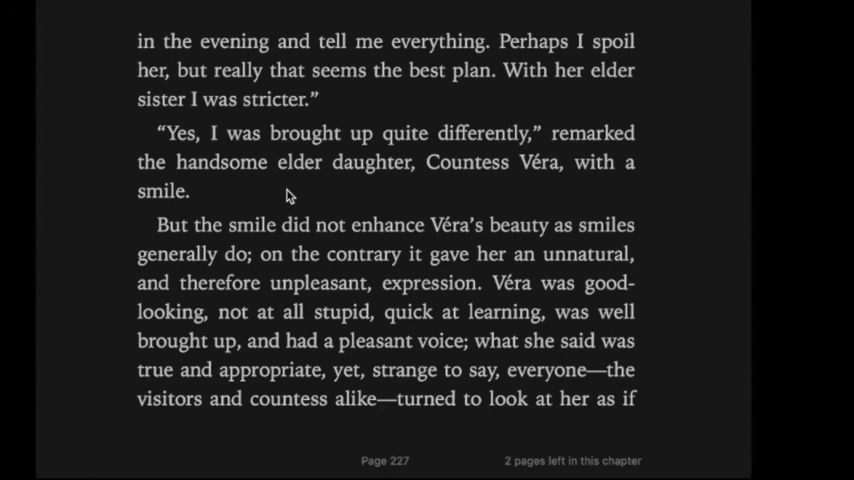 in the evening and tell me everything. Perhaps I spoil
her, but really that seems the best plan. With her elder
sister I was stricter.”
“Yes, I was brought up quite differently,” remarked
the handsome elder daughter, Countess Véra, with a
smile.
But the smile did not enhance Véra’s beauty as smiles
generally do; on the contrary it gave her an unnatural,
and therefore unpleasant, expression. Véra was good-
looking, not at all stupid, quick at learning, was well
brought up, and had a pleasant voice; what she said was
true and appropriate, yet, strange to say, everyone—the
visitors and countess alike—turned to look at her as if
Page 227 2 pages left in this chapter